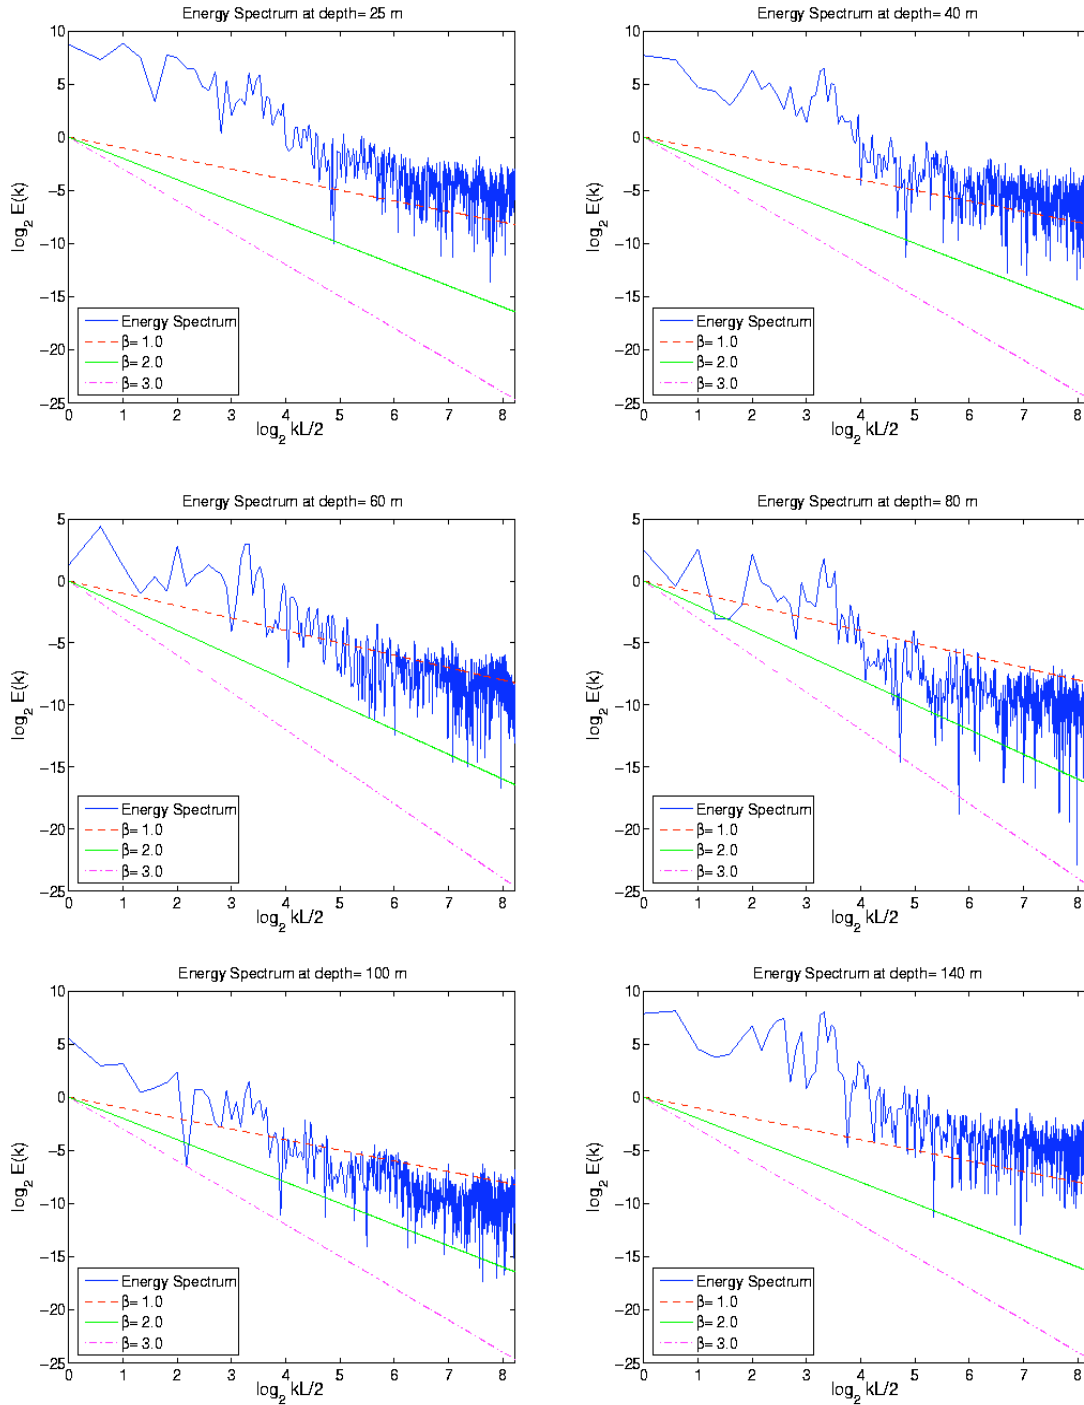 Energy Spectrum at depth= 25 m
10
5
0
−5
−10
−15
−20
−25
log2 E(k)
Energy Spectrum
β= 1.0
β= 2.0
β= 3.0
0 1 2 3 4 5 6 7 8
log2 kL/2
Energy Spectrum at depth= 40 m
10
5
0
−5
−10
−15
−20
−25
log2 E(k)
Energy Spectrum
β= 1.0
β= 2.0
β= 3.0
0 1 2 3 4 5 6 7 8
log2 kL/2
Energy Spectrum at depth= 60 m
5
0
−5
−10
−15
−20
−25
log2 E(k)
Energy Spectrum
β= 1.0
β= 2.0
β= 3.0
0 1 2 3 4 5 6 7 8
log2 kL/2
Energy Spectrum at depth= 80 m
5
0
−5
−10
−15
−20
−25
log2 E(k)
Energy Spectrum
β= 1.0
β= 2.0
β= 3.0
0 1 2 3 4 5 6 7 8
log2 kL/2
Energy Spectrum at depth= 100 m
10
5
0
−5
−10
−15
−20
−25
log2 E(k)
Energy Spectrum
β= 1.0
β= 2.0
β= 3.0
0 1 2 3 4 5 6 7 8
log2 kL/2
Energy Spectrum at depth= 140 m
10
5
0
−5
−10
−15
−20
−25
log2 E(k)
Energy Spectrum
β= 1.0
β= 2.0
β= 3.0
0 1 2 3 4 5 6 7 8
log2 kL/2